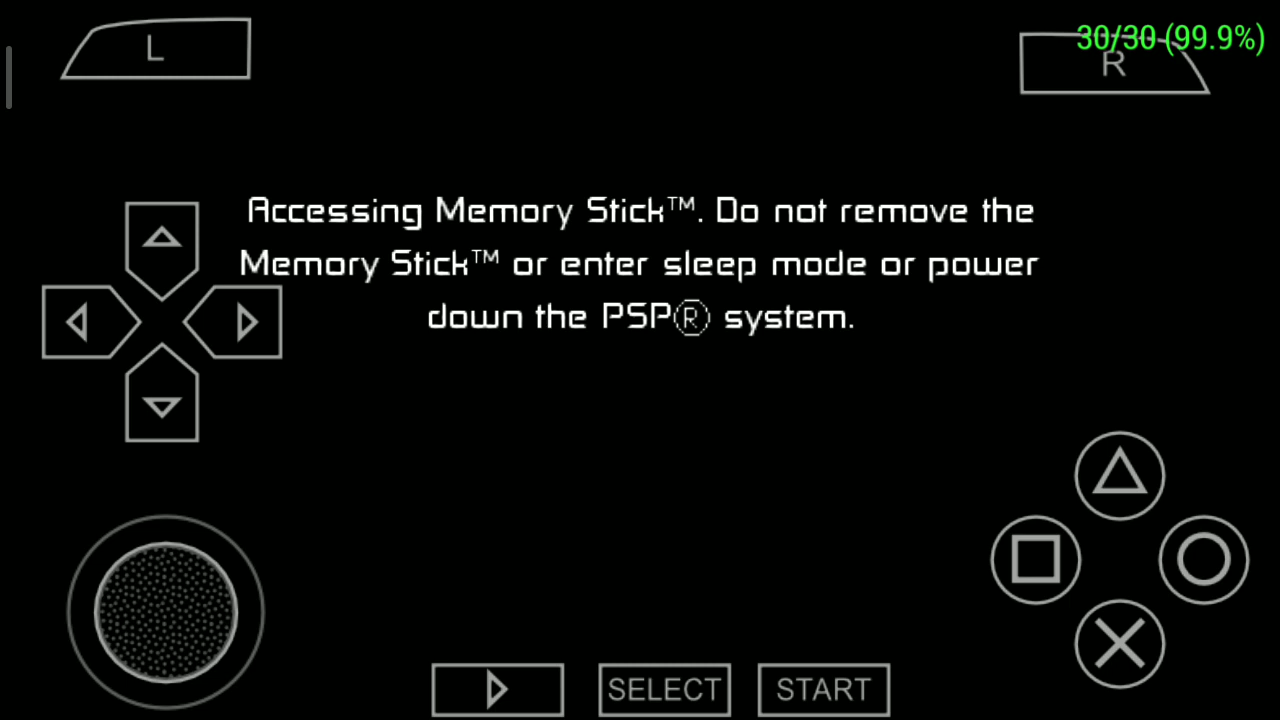 L
30/30 (99.9%)
R
Accessing Memory Stick™. Do not remove the
Memory Stick™ or enter sleep mode or power
down the PSP® system.
SELECT
START